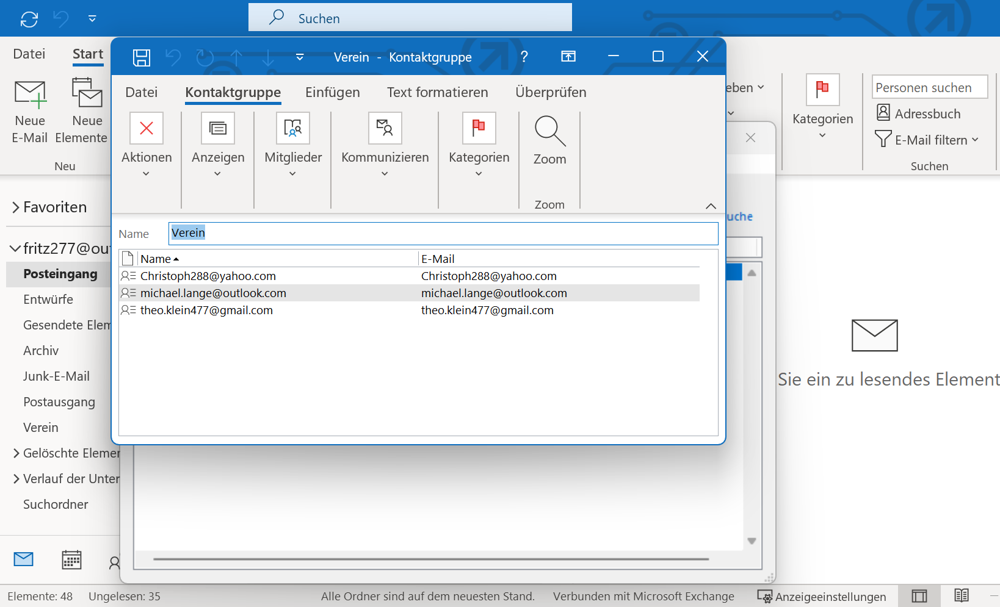 Suchen
Datei
Start
Neue
E-Mail
Neue
Elemente
Neu
Verein - Kontaktgruppe
?
Datei
Kontaktgruppe
Einfügen
Text formatieren
Überprüfen
Aktionen
Anzeigen
Mitglieder
Kommunizieren
Kategorien
Zoom
Zoom
Name
Verein
Name
E-Mail
Christoph288@yahoo.com
Christoph288@yahoo.com
michael.lange@outlook.com
michael.lange@outlook.com
theo.klein477@gmail.com
theo.klein477@gmail.com
eben
Kategorien
Personen suchen
Adressbuch
E-Mail filtern
Suchen
uche
Favoriten
fritz277@ou
Posteingang
Entwürfe
Gesendete Elem
Archiv
Junk-E-Mail
Postausgang
Verein
Gelöschte Elemen
Verlauf der Unter
Suchordner
Sie ein zu lesendes Element
Elemente: 48
Ungelesen: 35
Alle Ordner sind auf dem neuesten Stand.
Verbunden mit Microsoft Exchange
Anzeigeeinstellungen